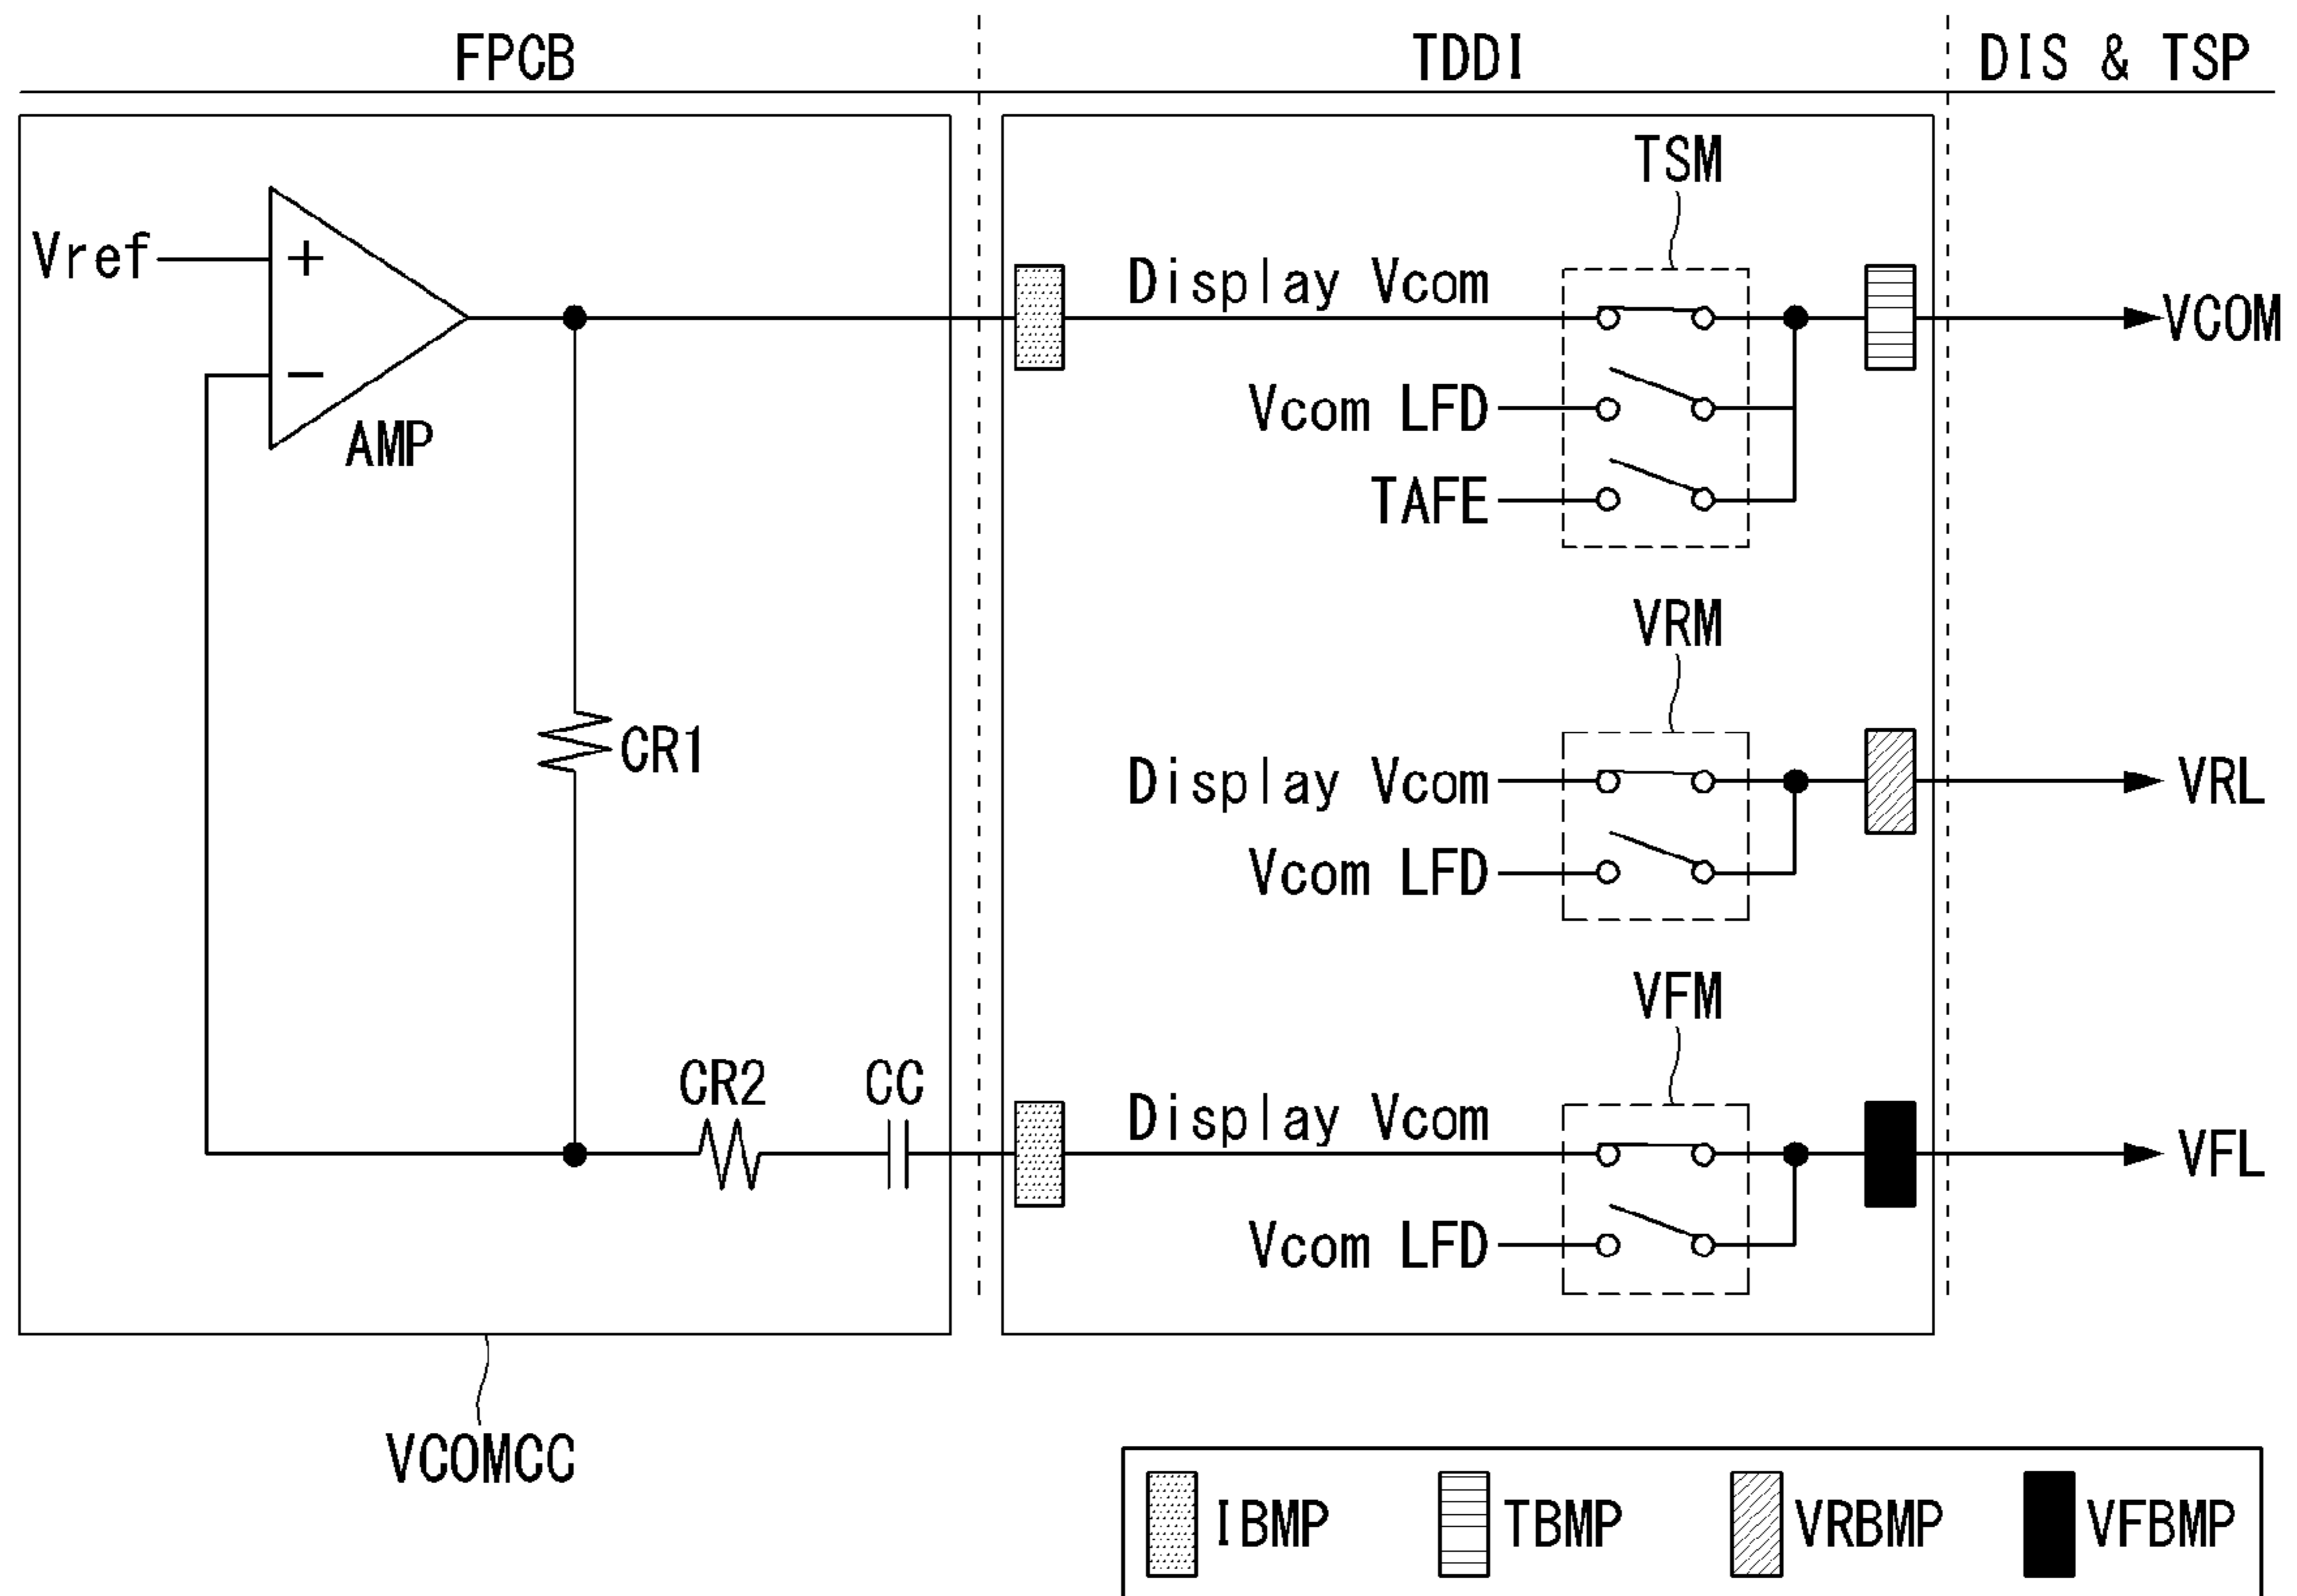 FPCB
TDDI
DIS & TSP
TSM
Vref
+
Display Vcom
VCOM
−
Vcom LFD
AMP
TAFE
VRM
CR1
Display Vcom
VRL
Vcom LFD
VFM
CR2
CC
Display Vcom
VFL
Vcom LFD
VCOMCC
IBMP
TBMP
VRBMP
VFBMP